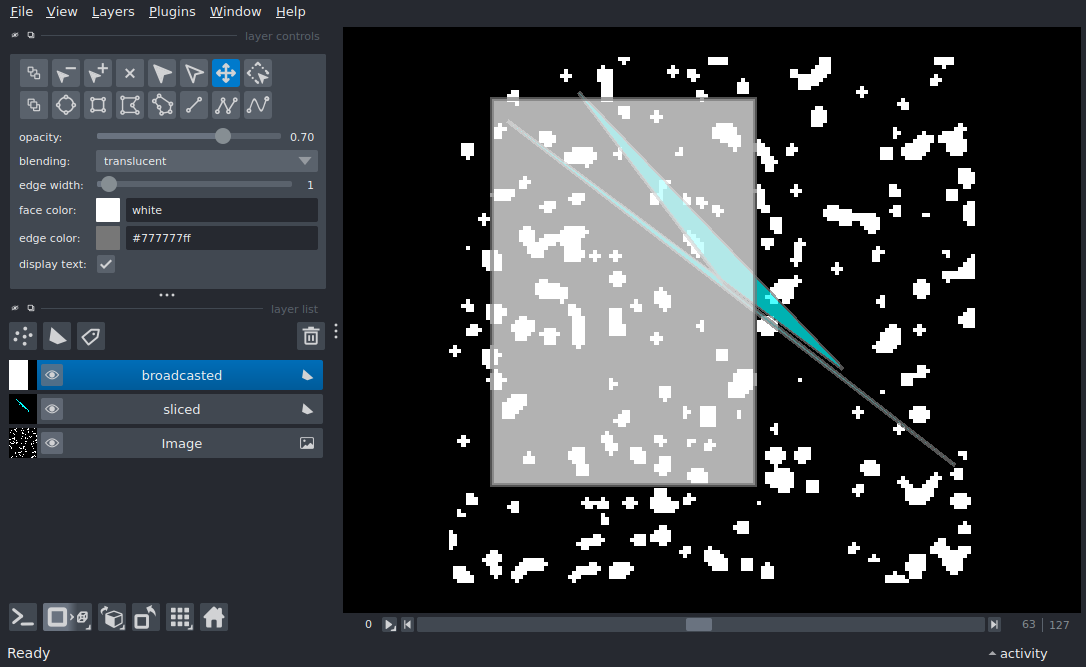 File View Layers Plugins Window Help
layer controls
opacity: 0.70
blending: translucent
edge width: 1
face color: white
edge color: #777777ff
display text:
layer list
broadcasted
sliced
Image
0 63 127
Ready activity